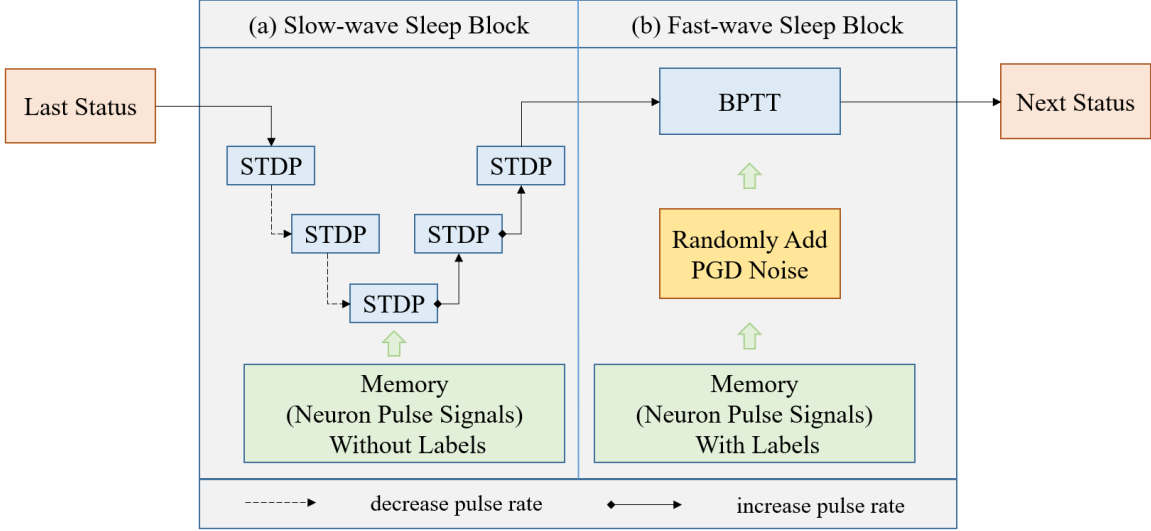 (a) Slow-wave Sleep Block
(b) Fast-wave Sleep Block
Last Status
BPTT
Next Status
STDP
STDP
STDP
STDP
STDP
Randomly Add
PGD Noise
Memory
(Neuron Pulse Signals)
Without Labels
Memory
(Neuron Pulse Signals)
With Labels
decrease pulse rate
increase pulse rate